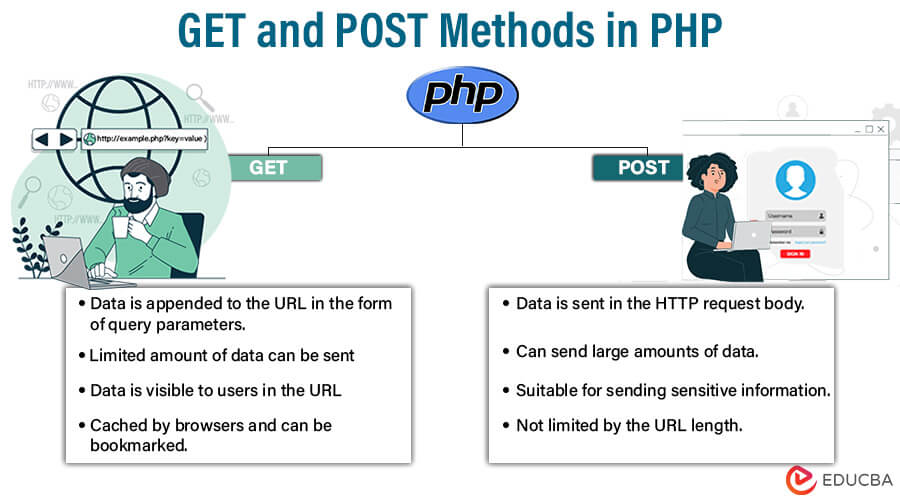 GET and POST Methods in PHP
php
HTTP://WWW...
HTTP://WWW...
http://example.php?key=value
HTTP://WWW...
GET
POST
Username
Password
SIGN IN
• Data is appended to the URL in the form
of query parameters.
• Limited amount of data can be sent
• Data is visible to users in the URL
• Cached by browsers and can be
bookmarked.
• Data is sent in the HTTP request body.
• Can send large amounts of data.
• Suitable for sending sensitive information.
• Not limited by the URL length.
EDUCBA